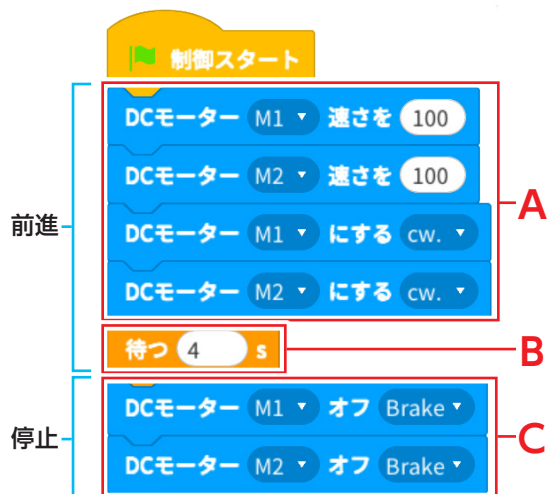 制御スタート
DCモーター M1 速さを 100
DCモーター M2 速さを 100
A
前進
DCモーター M1 にする cw.
DCモーター M2 にする cw.
待つ 4 s
B
DCモーター M1 オフ Brake
停止
C
DCモーター M2 オフ Brake